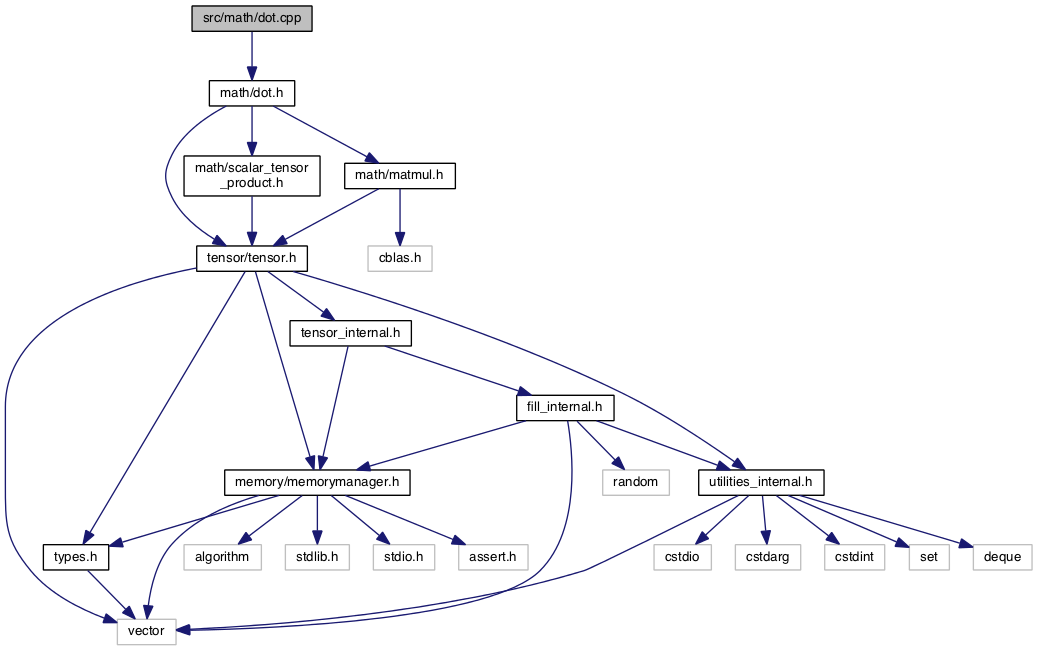 src/math/dot.cpp
math/dot.h
math/scalar_tensor
_product.h
math/matmul.h
tensor/tensor.h
cblas.h
tensor_internal.h
fill_internal.h
memory/memorymanager.h
random
utilities_internal.h
types.h
algorithm
stdlib.h
stdio.h
assert.h
cstdio
cstdarg
cstdint
set
deque
vector